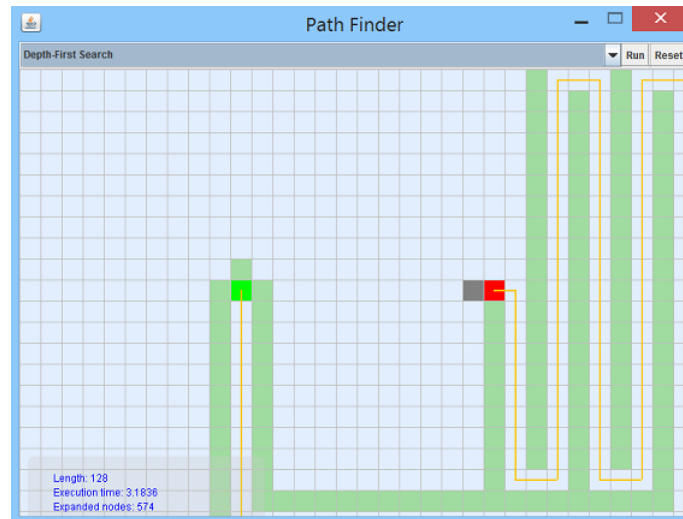 Path Finder
Depth-First Search
Run
Reset
Length: 128
Execution time: 3.1836
Expanded nodes: 574